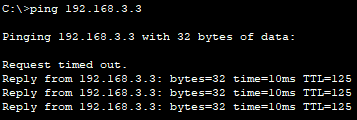 C:\>ping 192.168.3.3
Pinging 192.168.3.3 with 32 bytes of data:
Request timed out.
Reply from 192.168.3.3: bytes=32 time=10ms TTL=125
Reply from 192.168.3.3: bytes=32 time=10ms TTL=125
Reply from 192.168.3.3: bytes=32 time=10ms TTL=125